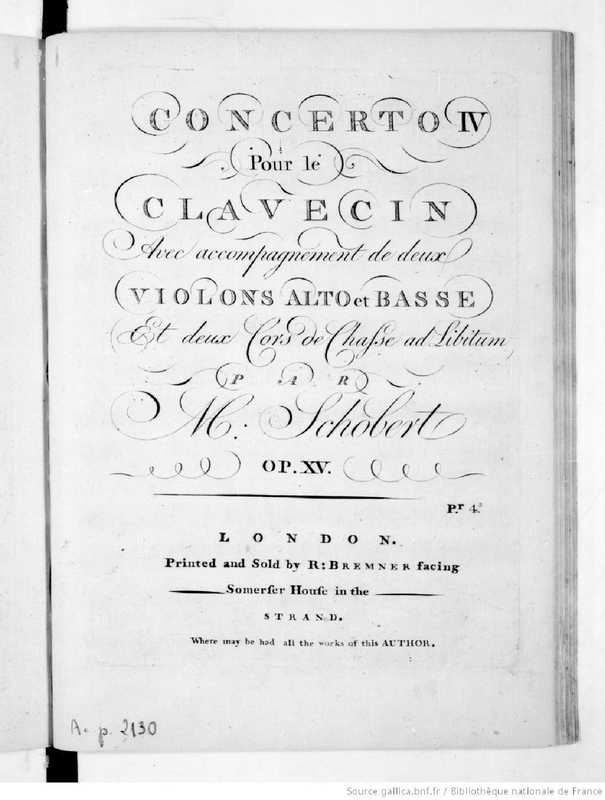 CONCERTO IV
Pour le
CLAVECIN
Avec accompagnement de deux
VIOLONS ALTO et BASSE
Et deux Cors de Chaſse ad Libitum
PAR
M. Schobert
OP. XV.
P.r 4.s
LONDON.
Printed and Sold by R: BREMNER facing
Somerſer Houſe in the
STRAND.
Where may be had all the works of this AUTHOR.
A. p. 2130
Source gallica.bnf.fr / Bibliothèque nationale de France